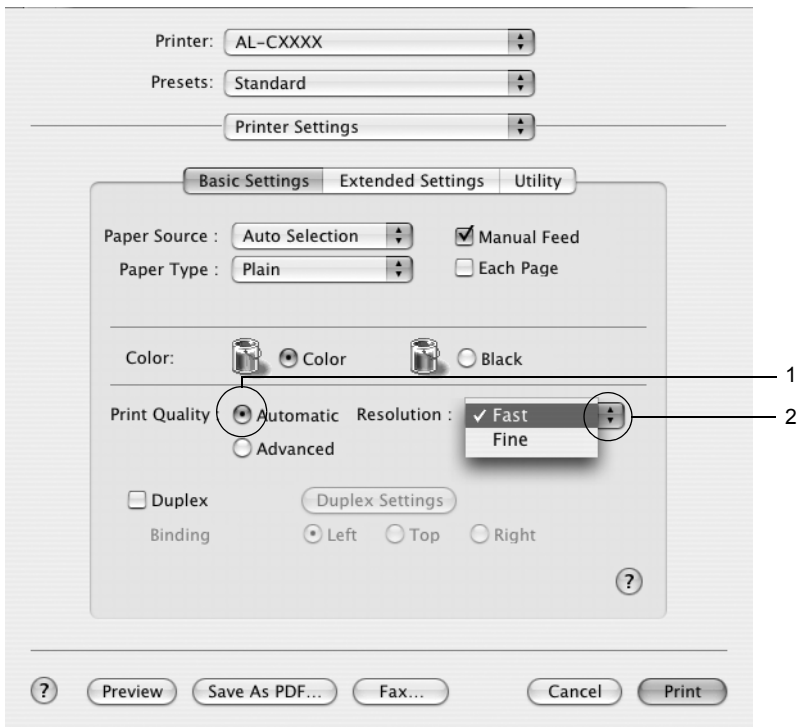 Printer: AL-CXXXX
Presets: Standard
Printer Settings
Basic Settings Extended Settings Utility
Paper Source : Auto Selection Manual Feed
Paper Type : Plain Each Page
Color: Color Black
1
Print Quality : Automatic Resolution : ✓ Fast 2
Fine
Advanced
Duplex Duplex Settings
Binding Left Top Right
?
? Preview Save As PDF... Fax... Cancel Print